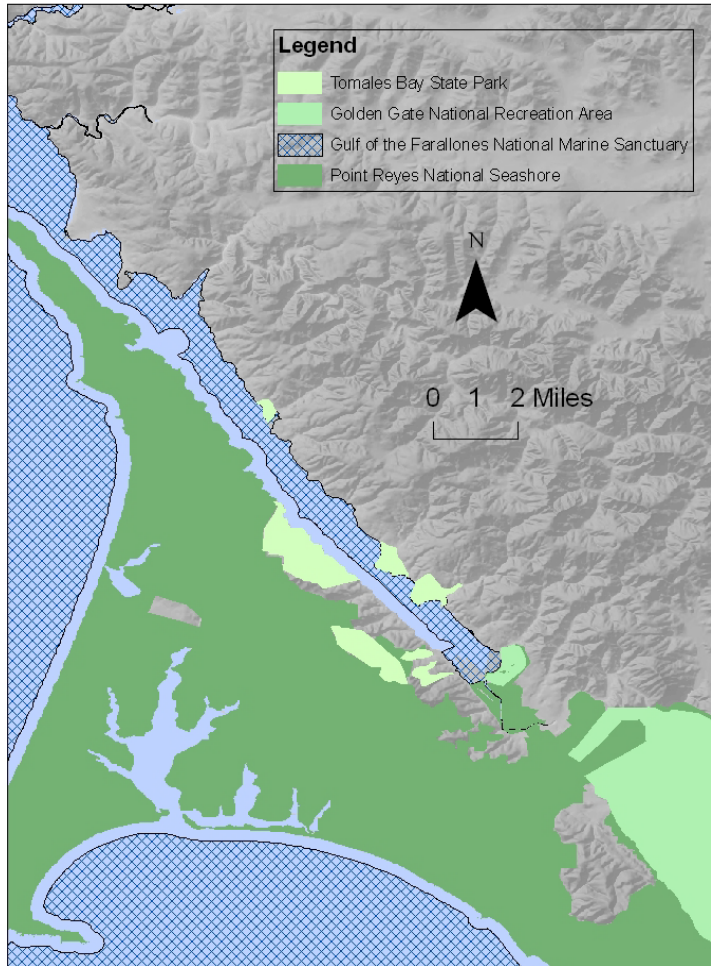 Legend
Tomales Bay State Park
Golden Gate National Recreation Area
Gulf of the Farallones National Marine Sanctuary
Point Reyes National Seashore
N
0 1 2 Miles